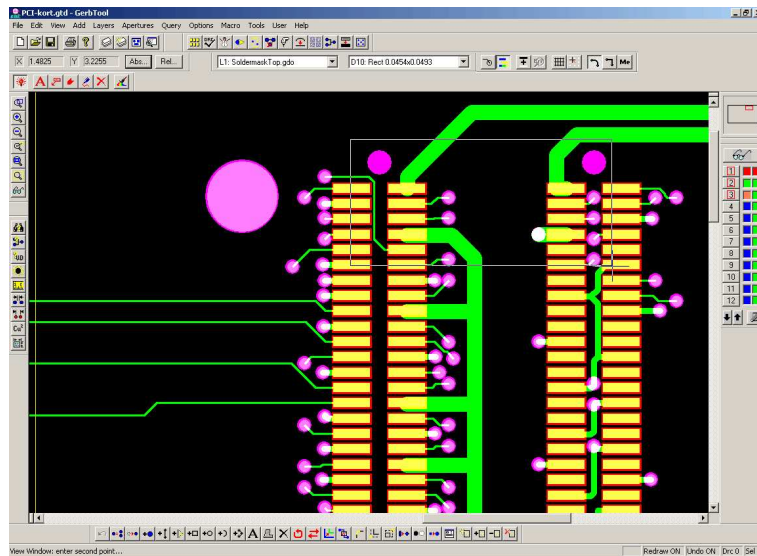 PCI-kort.gtd - GerbTool
File Edit View Add Layers Apertures Query Options Macro Tools User Help
X 1.4825 Y 3.2255 Abs... Rel... L1: SoldermaskTop.gdo D10: Rect 0.0454x0.0493 Me
A
1
2
3
4
5
6
7
8
9
10
11
12
A
View Window: enter second point... Redraw ON Undo ON Drc 0 Sel